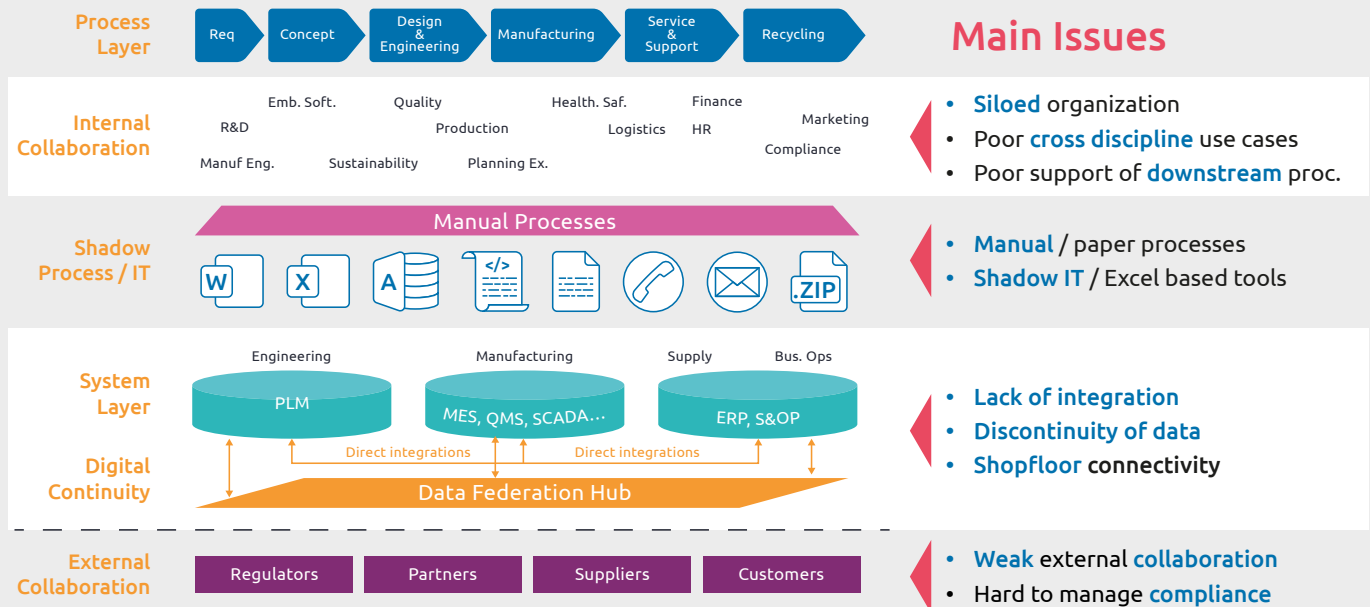 Process
Layer
Req
Concept
Design
&
Engineering
Manufacturing
Service
&
Support
Recycling
Main Issues
Internal
Collaboration
Emb. Soft.
Quality
Health. Saf.
Finance
R&D
Production
Logistics
HR
Marketing
Manuf Eng.
Sustainability
Planning Ex.
Compliance
• Siloed organization
• Poor cross discipline use cases
• Poor support of downstream proc.
Shadow
Process / IT
Manual Processes
W
X
A
</>
.ZIP
• Manual / paper processes
• Shadow IT / Excel based tools
System
Layer
Engineering
Manufacturing
Supply
Bus. Ops
PLM
MES, QMS, SCADA...
ERP, S&OP
Digital
Continuity
Direct integrations
Direct integrations
Data Federation Hub
• Lack of integration
• Discontinuity of data
• Shopfloor connectivity
External
Collaboration
Regulators
Partners
Suppliers
Customers
• Weak external collaboration
• Hard to manage compliance